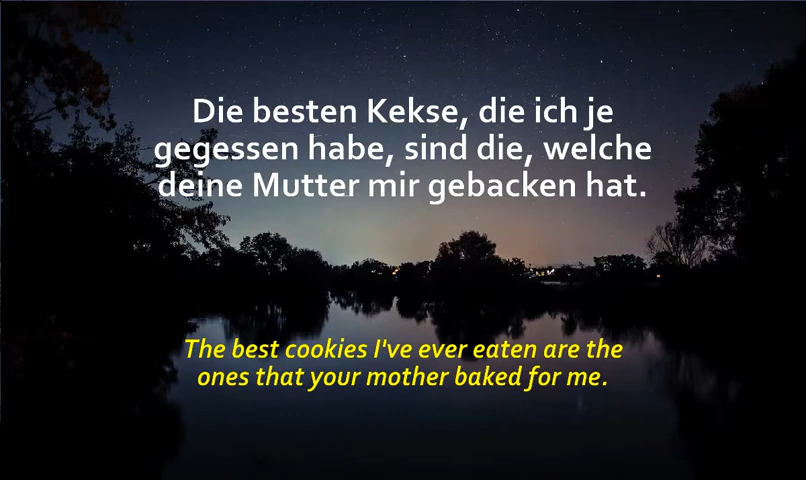 Die besten Kekse, die ich je
gegessen habe, sind die, welche
deine Mutter mir gebacken hat.
The best cookies I've ever eaten are the
ones that your mother baked for me.